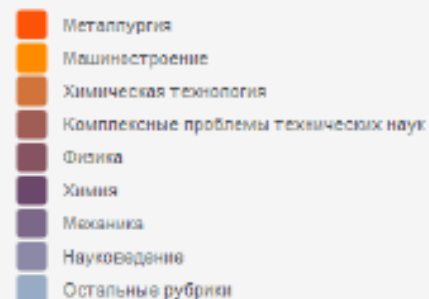 Металлургия
Машиностроение
Химическая технология
Комплексные проблемы технических наук
Физика
Химия
Механика
Науковедение
Остальные рубрики